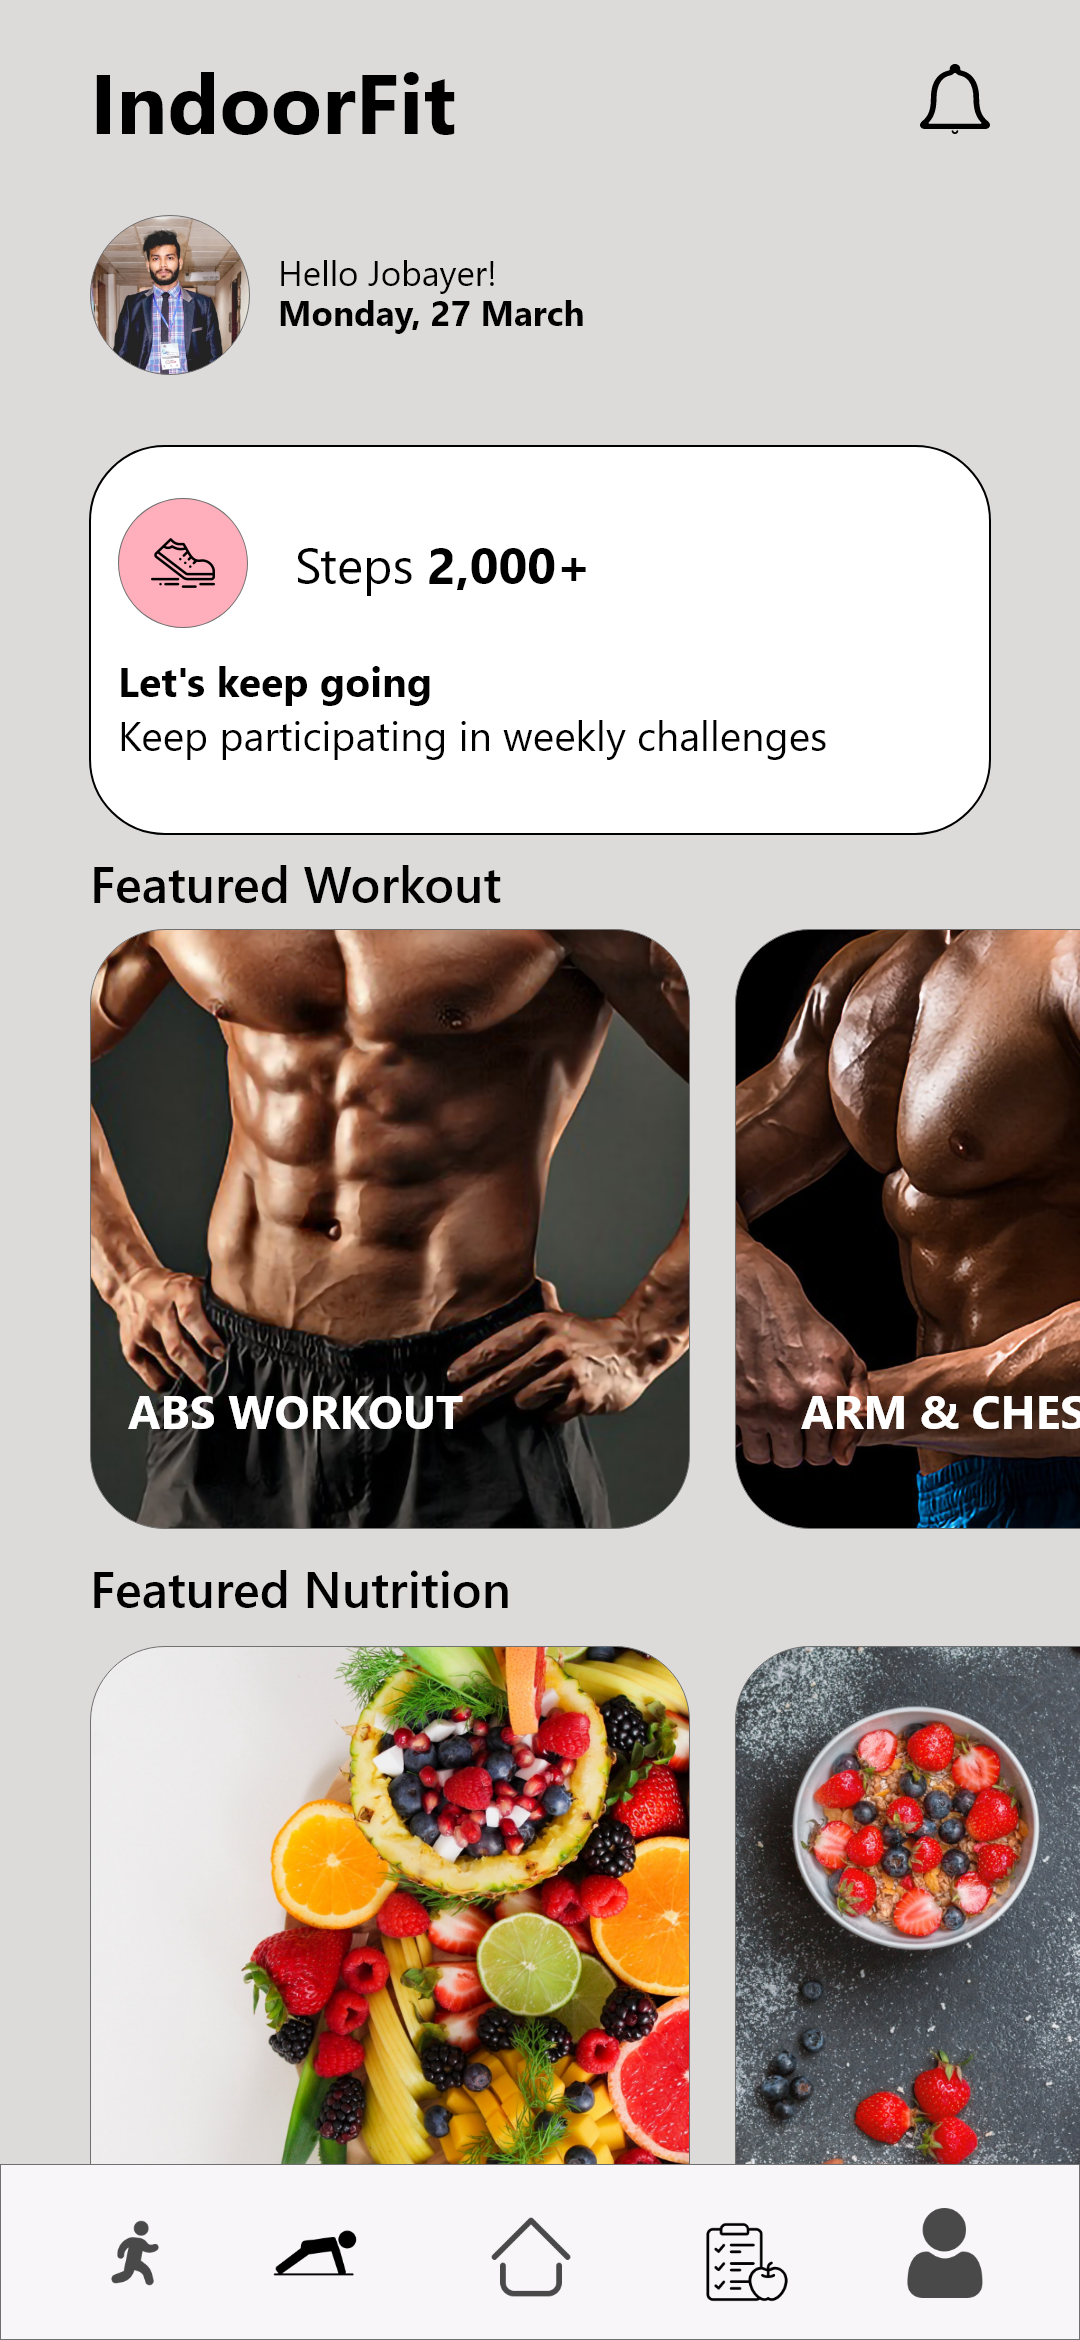 IndoorFit
Hello Jobayer!
Monday, 27 March
Steps 2,000+
Let's keep going
Keep participating in weekly challenges
Featured Workout
ABS WORKOUT
ARM & CHES
Featured Nutrition